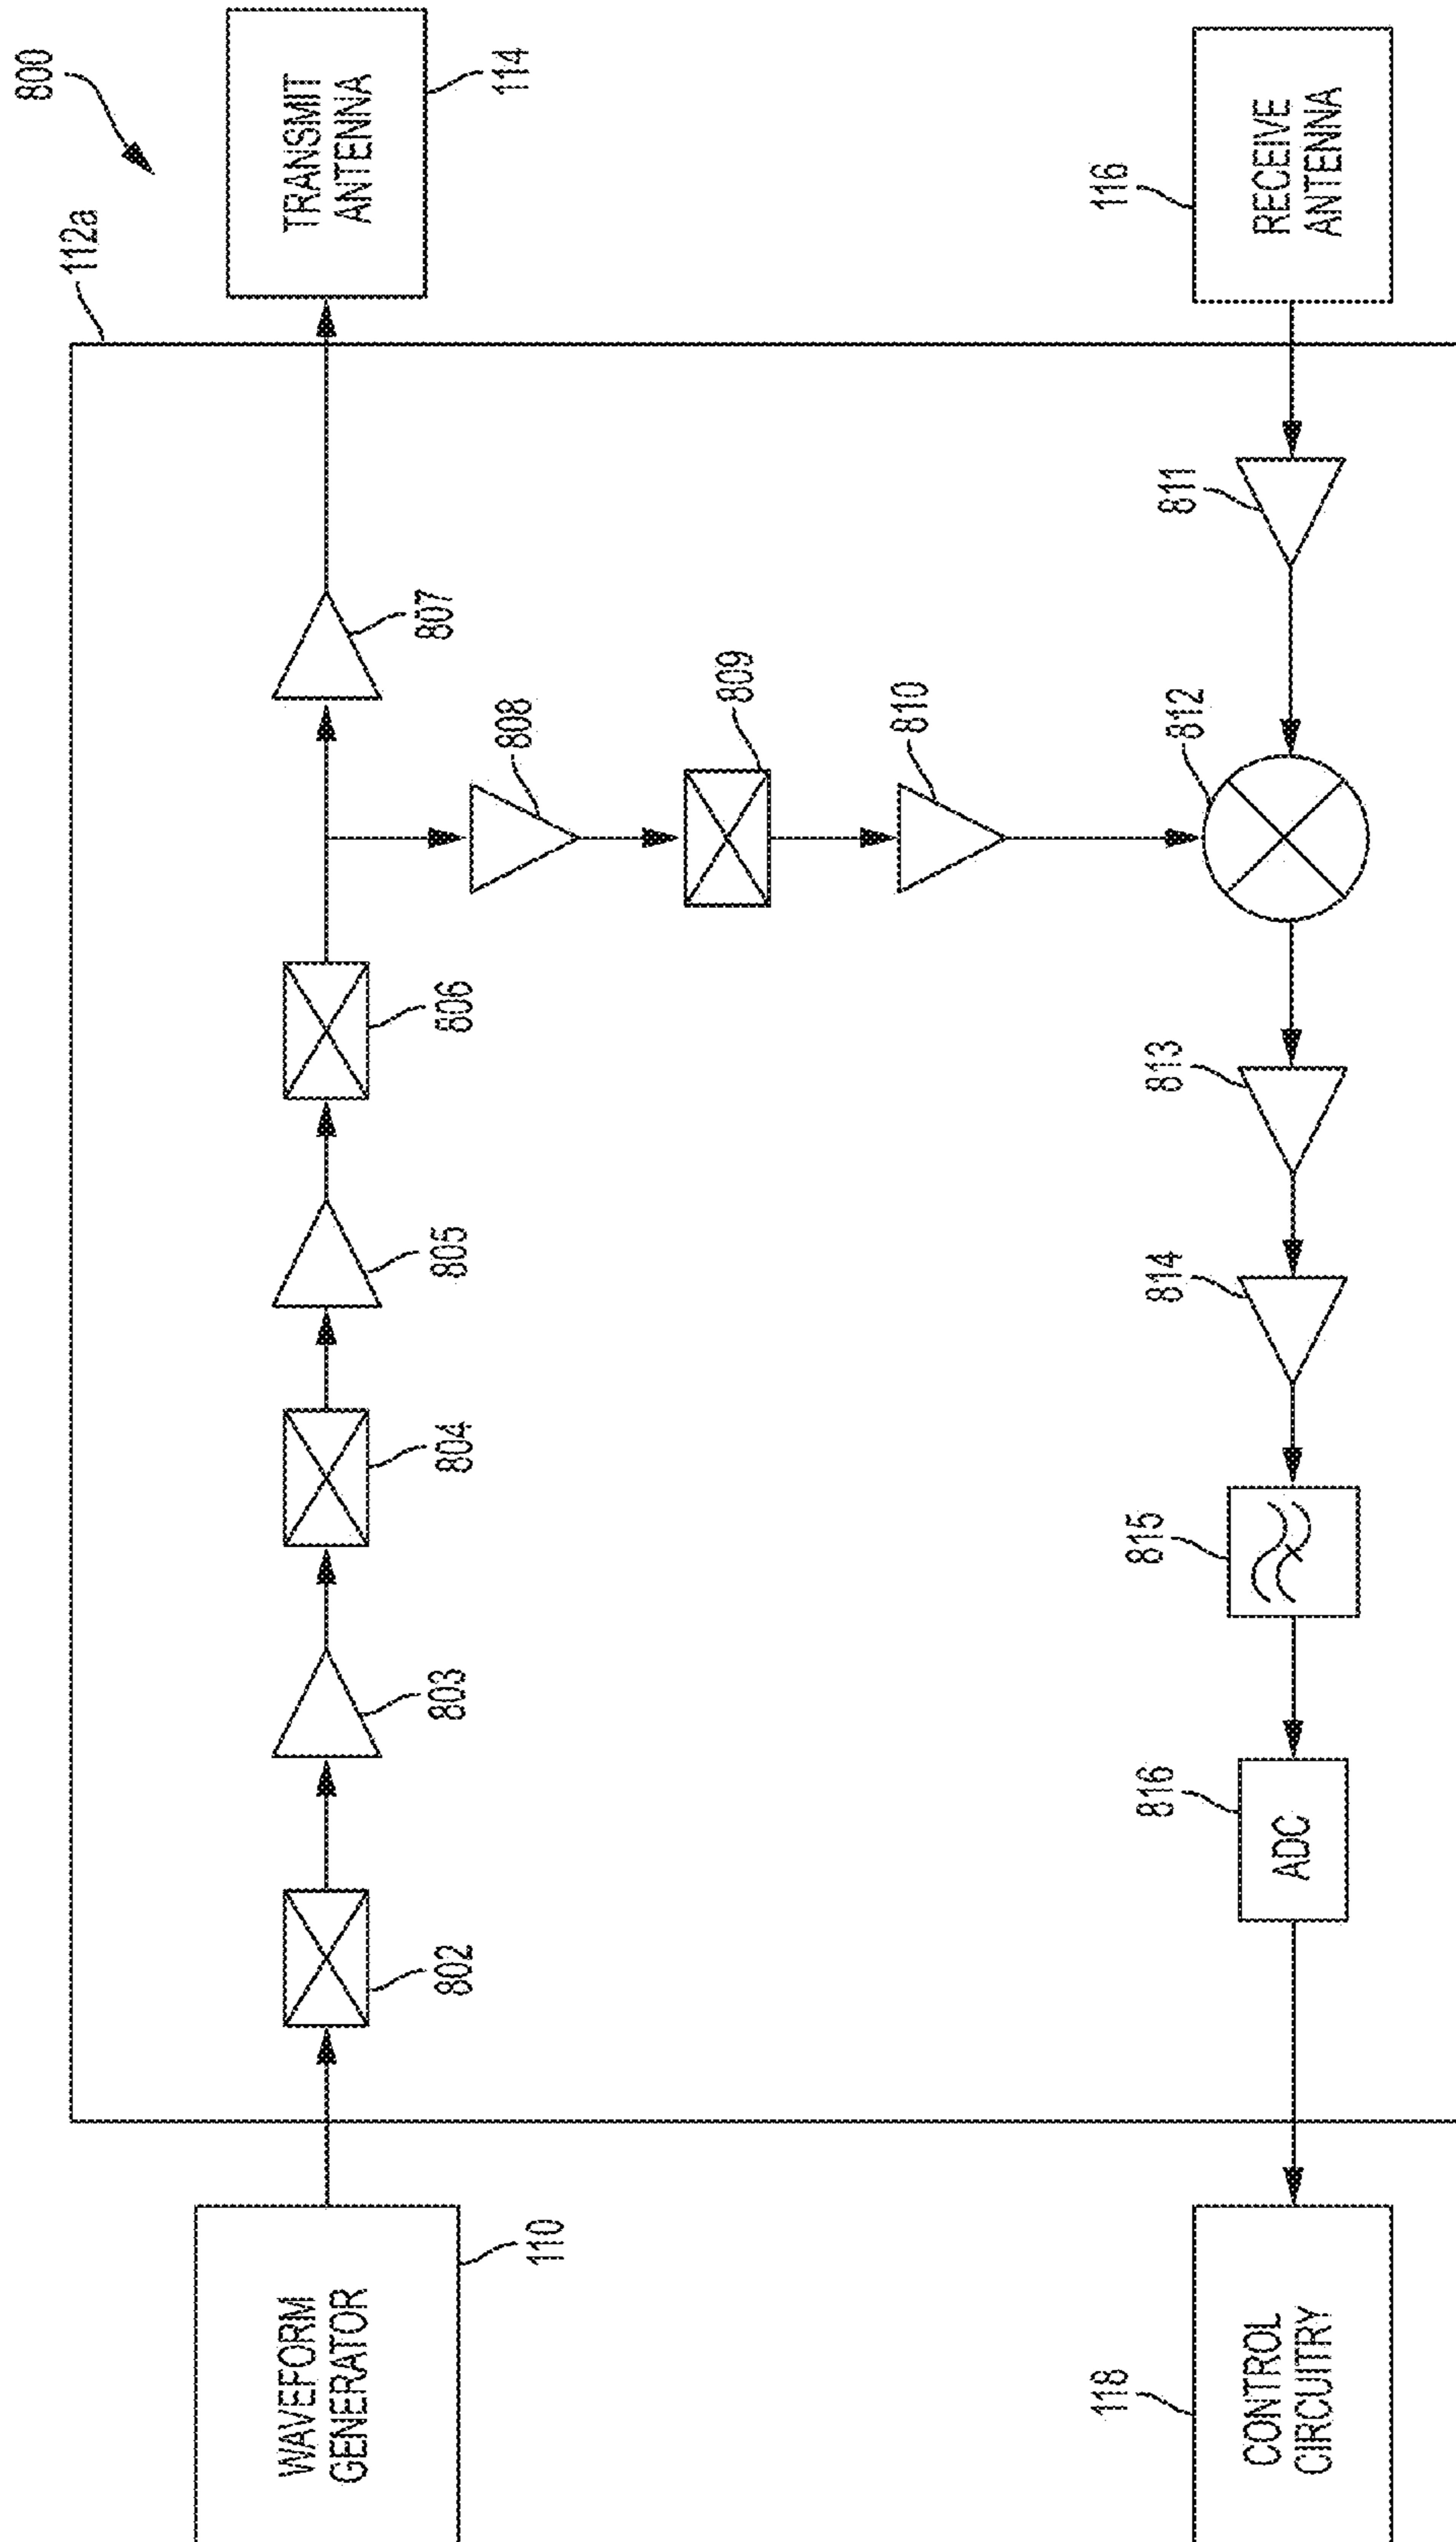 800
112a
TRANSMIT
ANTENNA
114
WAVEFORM
GENERATOR
110
802
803
804
805
806
807
808
809
810
RECEIVE
ANTENNA
116
811
812
813
814
815
ADC
816
CONTROL
CIRCUITRY
118